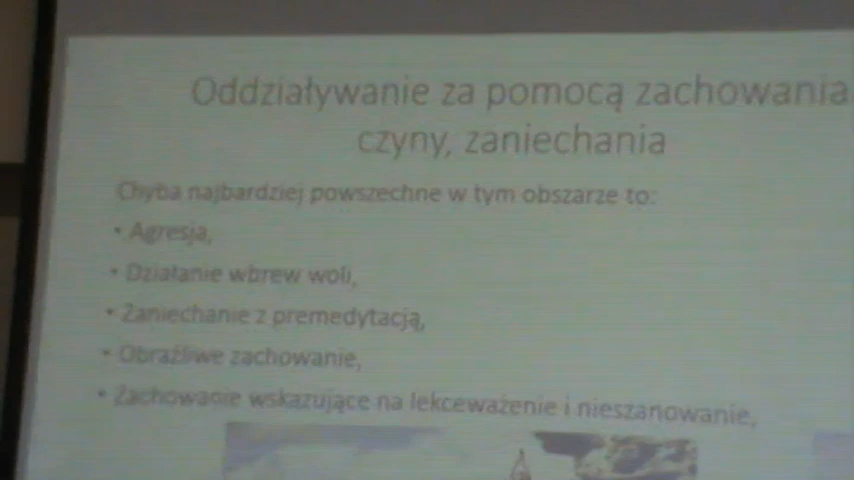 Oddziaływanie za pomocą zachowania
czyny, zaniechania
Chyba najbardziej powszechne w tym obszarze to:
• Agresja,
• Działanie wbrew woli,
• Zaniechanie z premedytacją,
• Obraźliwe zachowanie,
• Zachowanie wskazujące na lekceważenie i nieszanowanie,